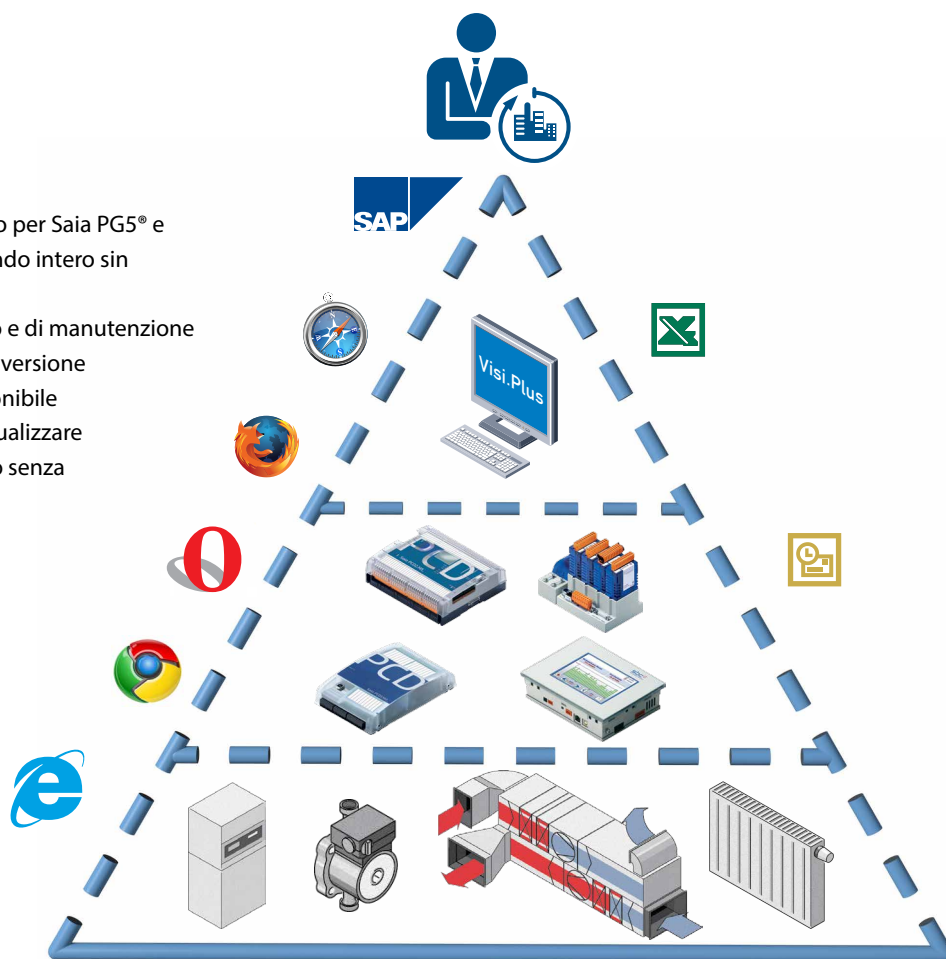 SAP
o per Saia PG5® e
ndo intero sin
o e di manutenzione
versione
onibile
ualizzare
o senza
Visi.Plus
PCD
PCD